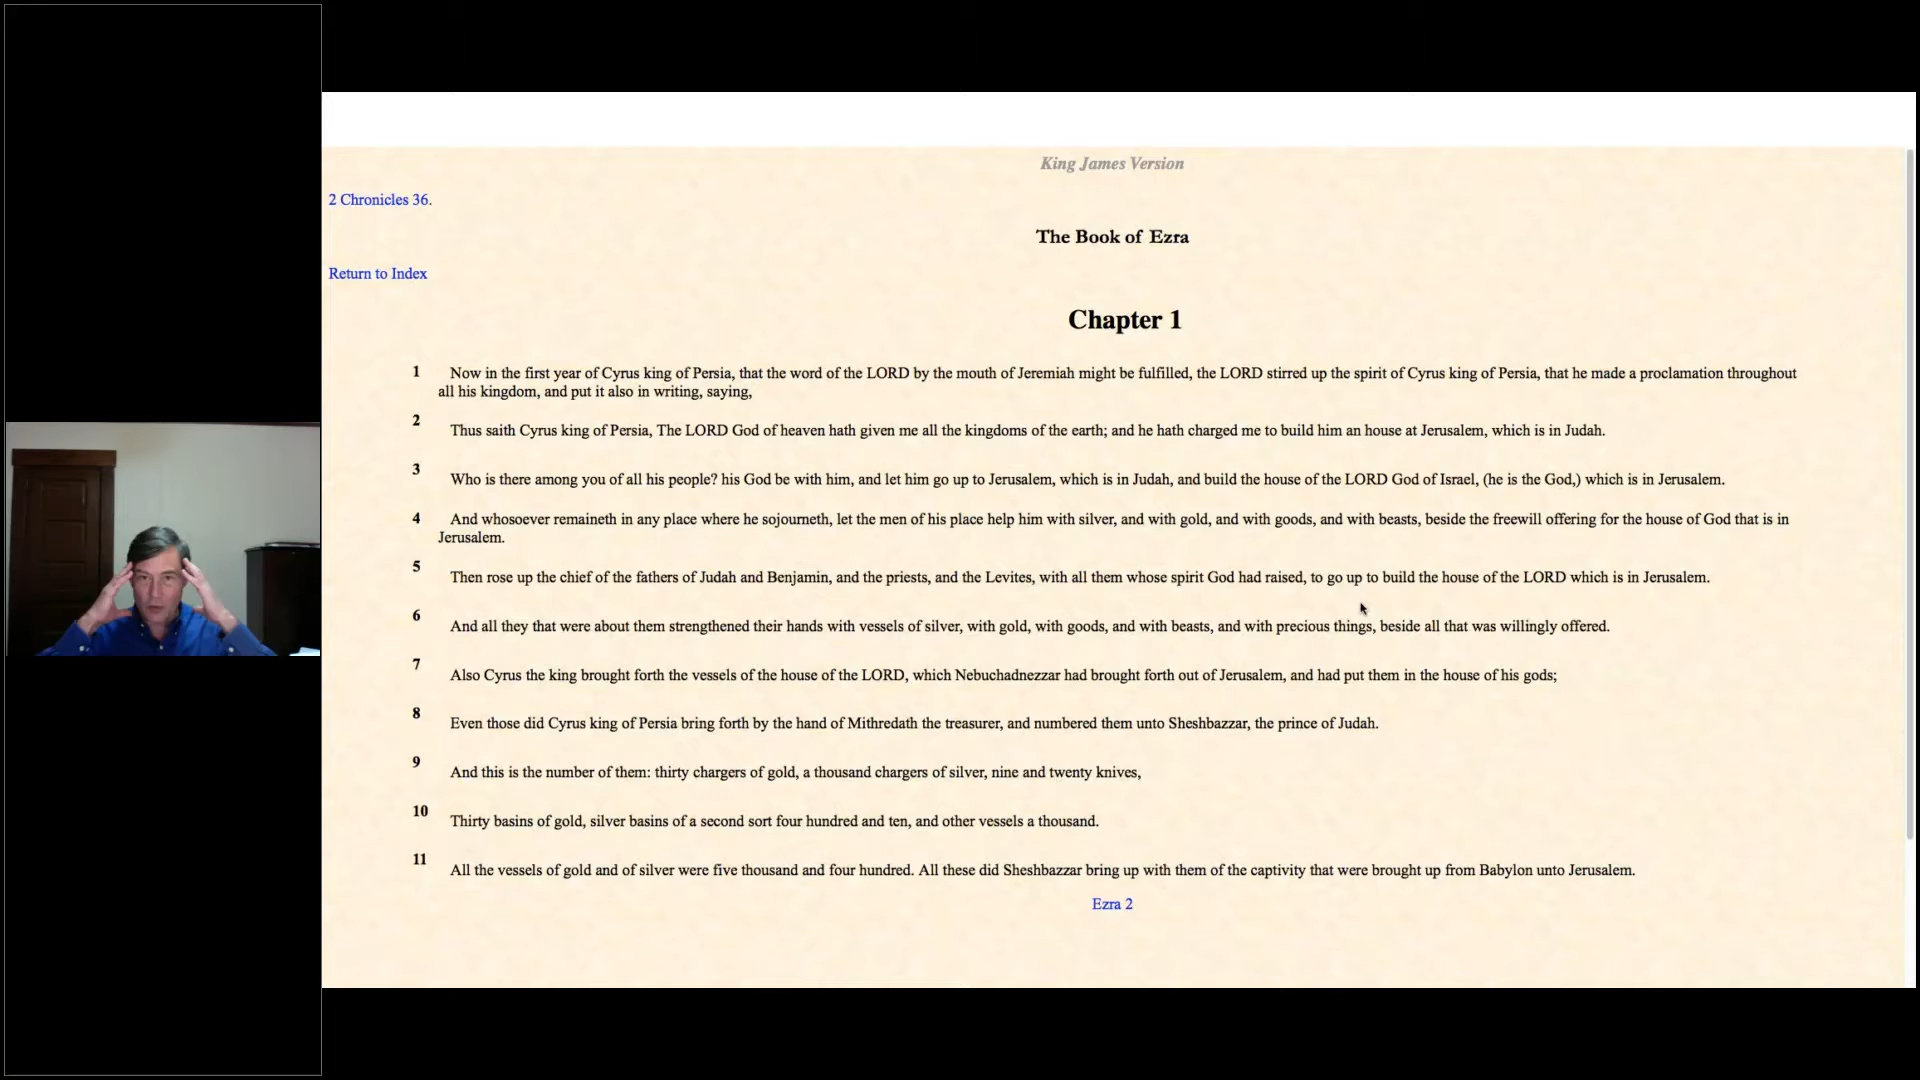 King James Version
2 Chronicles 36.
The Book of Ezra
Return to Index
Chapter 1
1 Now in the first year of Cyrus king of Persia, that the word of the LORD by the mouth of Jeremiah might be fulfilled, the LORD stirred up the spirit of Cyrus king of Persia, that he made a proclamation throughout
all his kingdom, and put it also in writing, saying,
2 Thus saith Cyrus king of Persia, The LORD God of heaven hath given me all the kingdoms of the earth; and he hath charged me to build him an house at Jerusalem, which is in Judah.
3 Who is there among you of all his people? his God be with him, and let him go up to Jerusalem, which is in Judah, and build the house of the LORD God of Israel, (he is the God,) which is in Jerusalem.
4 And whosoever remaineth in any place where he sojourneth, let the men of his place help him with silver, and with gold, and with goods, and with beasts, beside the freewill offering for the house of God that is in
Jerusalem.
5 Then rose up the chief of the fathers of Judah and Benjamin, and the priests, and the Levites, with all them whose spirit God had raised, to go up to build the house of the LORD which is in Jerusalem.
6 And all they that were about them strengthened their hands with vessels of silver, with gold, with goods, and with beasts, and with precious things, beside all that was willingly offered.
7 Also Cyrus the king brought forth the vessels of the house of the LORD, which Nebuchadnezzar had brought forth out of Jerusalem, and had put them in the house of his gods;
8 Even those did Cyrus king of Persia bring forth by the hand of Mithredath the treasurer, and numbered them unto Sheshbazzar, the prince of Judah.
9 And this is the number of them: thirty chargers of gold, a thousand chargers of silver, nine and twenty knives,
10 Thirty basins of gold, silver basins of a second sort four hundred and ten, and other vessels a thousand.
11 All the vessels of gold and of silver were five thousand and four hundred. All these did Sheshbazzar bring up with them of the captivity that were brought up from Babylon unto Jerusalem.
Ezra 2